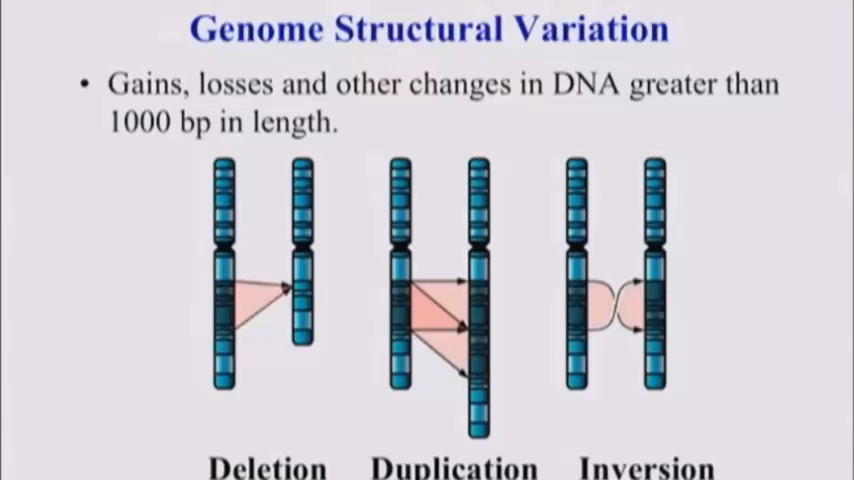 Genome Structural Variation
• Gains, losses and other changes in DNA greater than
1000 bp in length.
Deletion Duplication Inversion